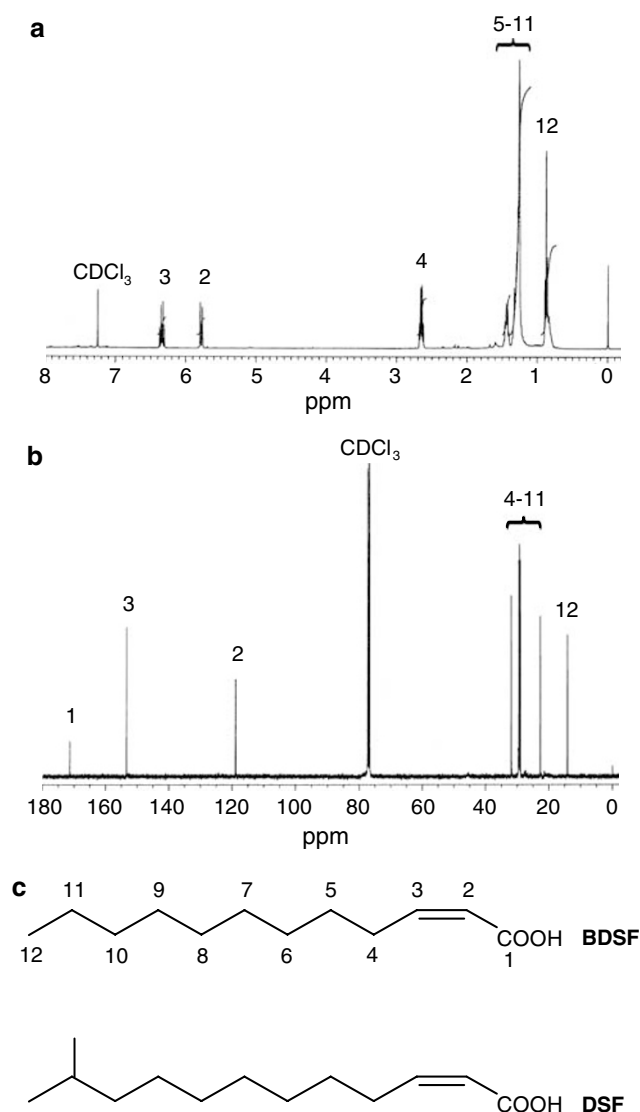 a
5-11
12
CDCl₃ 3 2 4
8 7 6 5 4 3 2 1 0
ppm
b
CDCl₃
4-11
3
12
2
1
180 160 140 120 100 80 60 40 20 0
ppm
c
11 9 7 5 3 2
12 10 8 6 4 1 COOH BDSF
COOH DSF